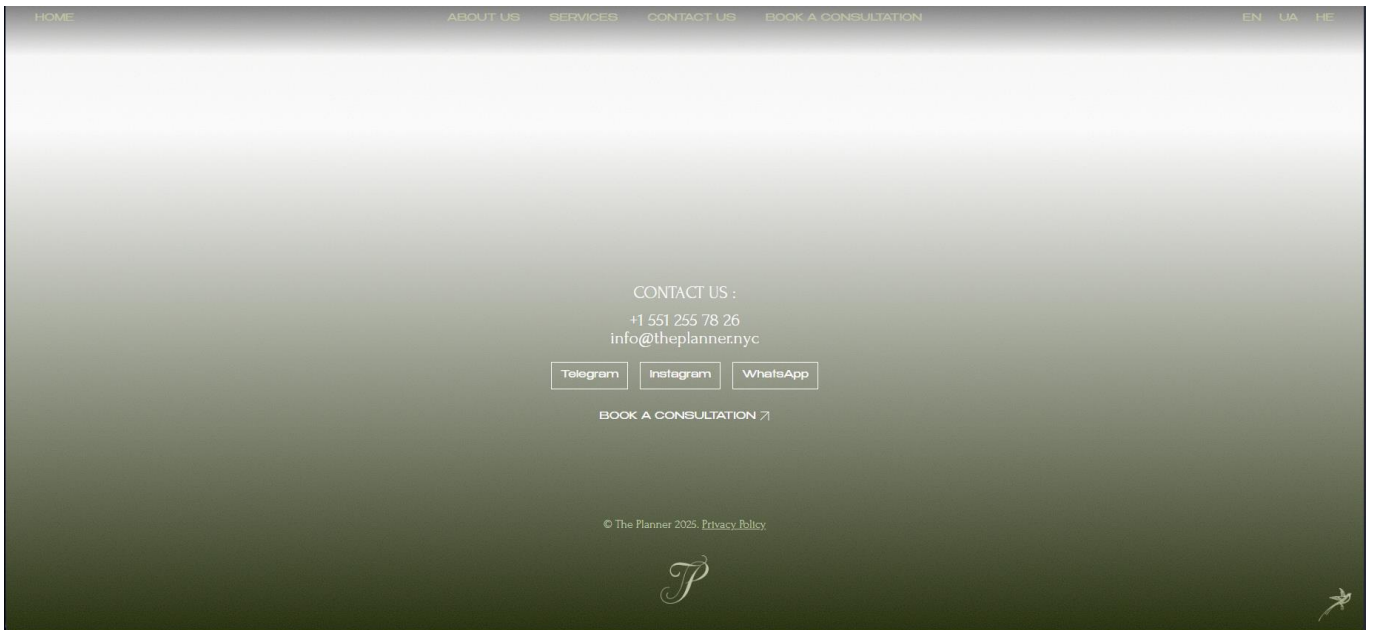 HOME ABOUT US SERVICES CONTACT US BOOK A CONSULTATION EN UA HE
CONTACT US :
+1 551 255 78 26
info@theplanner.nyc
Telegram Instagram WhatsApp
BOOK A CONSULTATION
© The Planner 2025. Privacy Policy
TP